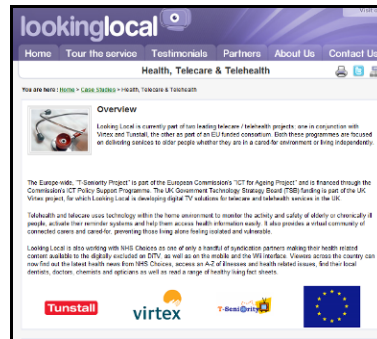 Visit
lookinglocal
Home Tour the service Testimonials Partners About Us Contact Us
Health, Telecare & Telehealth
You are here : Home > Case Studies > Health, Telecare & Telehealth
Overview
Looking Local is currently part of two leading telecare / telehealth projects; one in conjunction with
Virtex and Tunstall, the other as part of an EU funded consortium. Both these programmes are focused
on delivering services to older people whether they are in a cared-for environment or living independently.
The Europe-wide, "T-Seniority Project" is part of the European Commission's "ICT for Ageing Project" and is financed through the
Commission's ICT Policy Support Programme. The UK Government Technology Strategy Board (TSB) funding is part of the UK
Virtex project, for which Looking Local is developing digital TV solutions for telecare and telehealth services in the UK.
Telehealth and telecare uses technology within the home environment to monitor the activity and safety of elderly or chronically ill
people, activate their reminder systems and help them access health information easily. It also provides a virtual community of
connected carers and cared-for, preventing those living alone feeling isolated and vulnerable.
Looking Local is also working with NHS Choices as one of only a handful of syndication partners making their health related
content available to the digitally excluded on DiTV, as well as on the mobile and the Wii interface. Viewers across the country can
now find out the latest health news from NHS Choices, access an A-Z of illnesses and health related issues, find their local
dentists, doctors, chemists and opticians as well as read a range of healthy living fact sheets.
Tunstall virtex T-Seniority